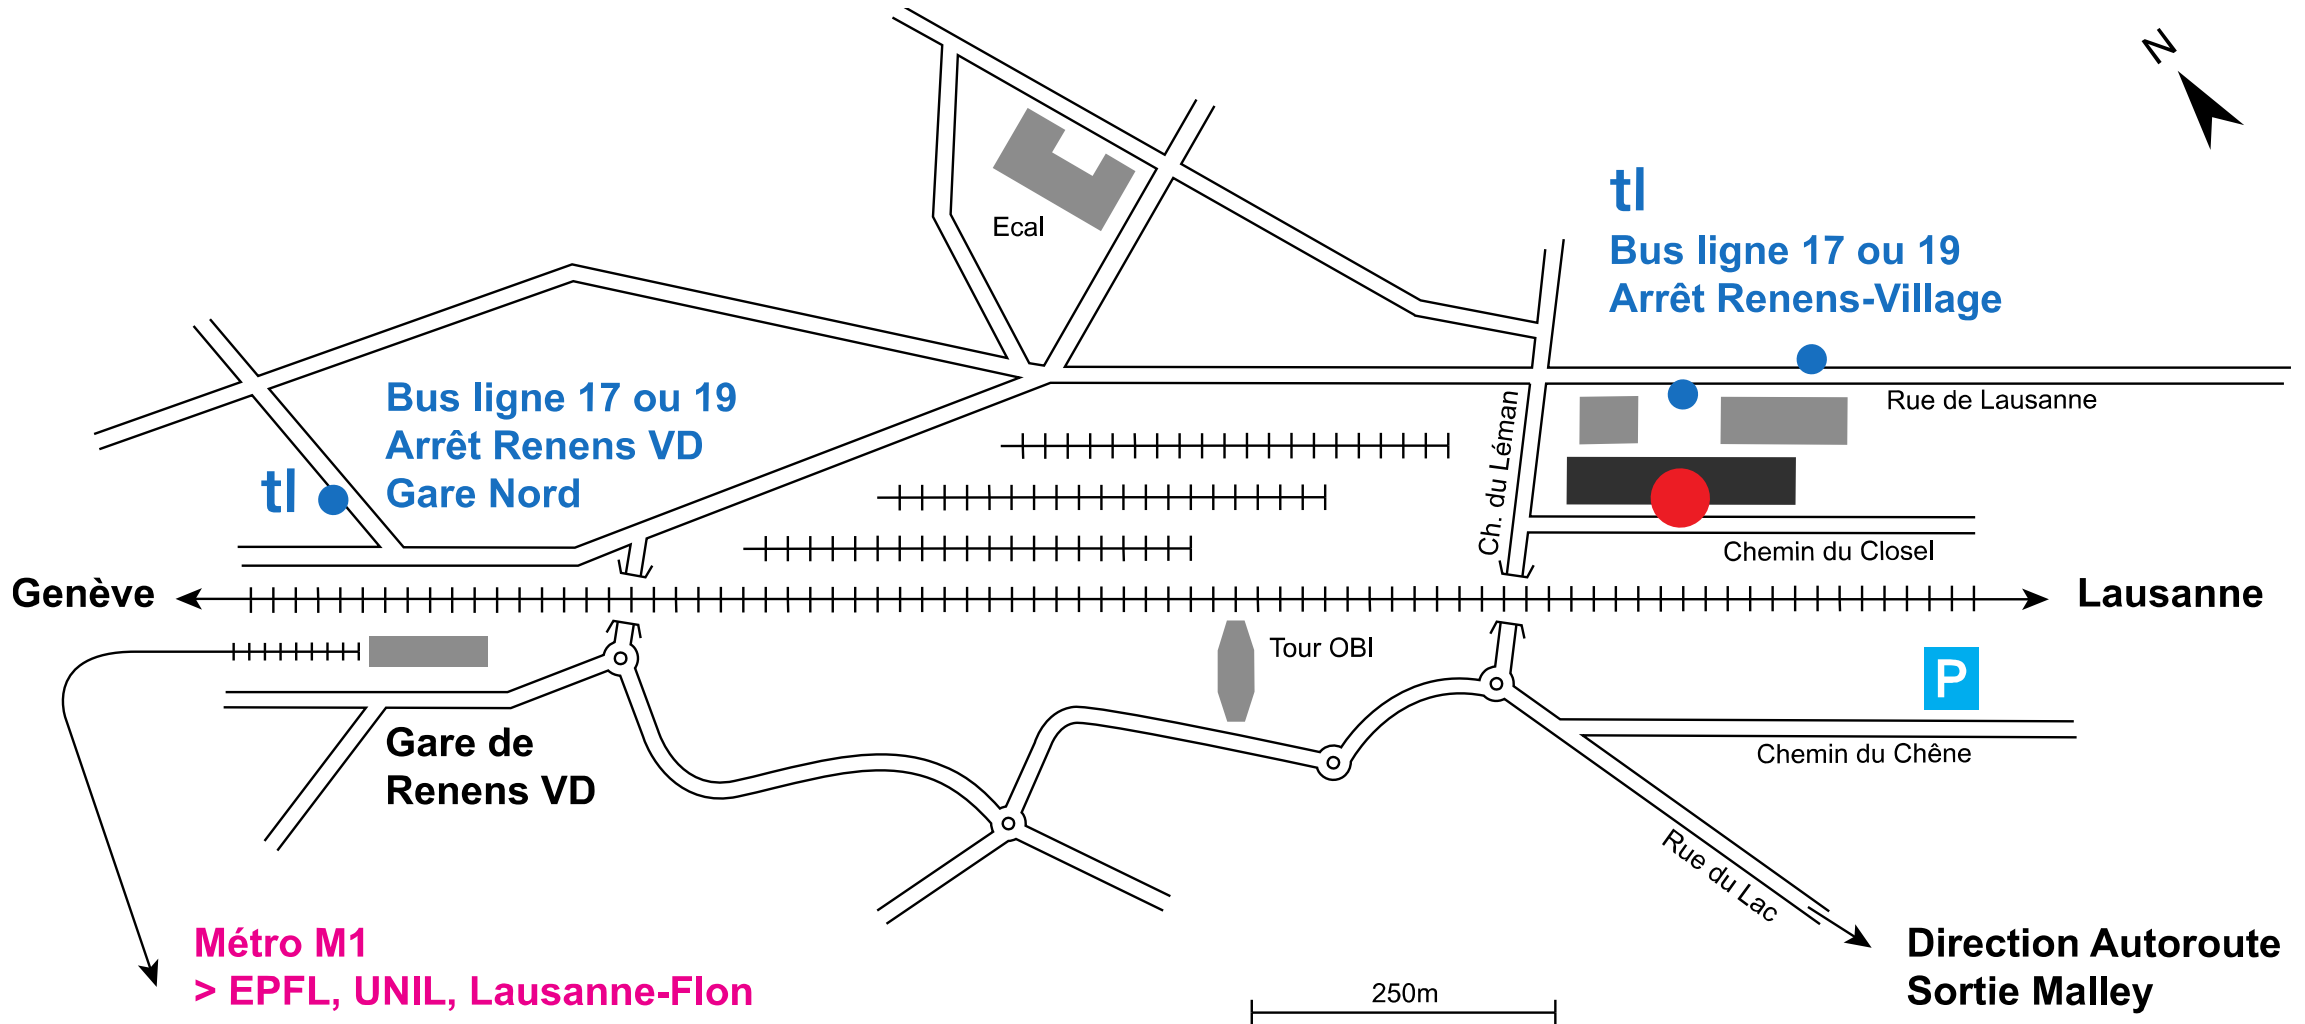 N
Ecal
tl
Bus ligne 17 ou 19
Arrêt Renens-Village
Rue de Lausanne
Bus ligne 17 ou 19
Arrêt Renens VD
Gare Nord
tl
Ch. du Léman
Chemin du Closel
Genève
Lausanne
Tour OBI
P
Gare de
Renens VD
Chemin du Chêne
Rue du Lac
Métro M1
> EPFL, UNIL, Lausanne-Flon
250m
Direction Autoroute
Sortie Malley